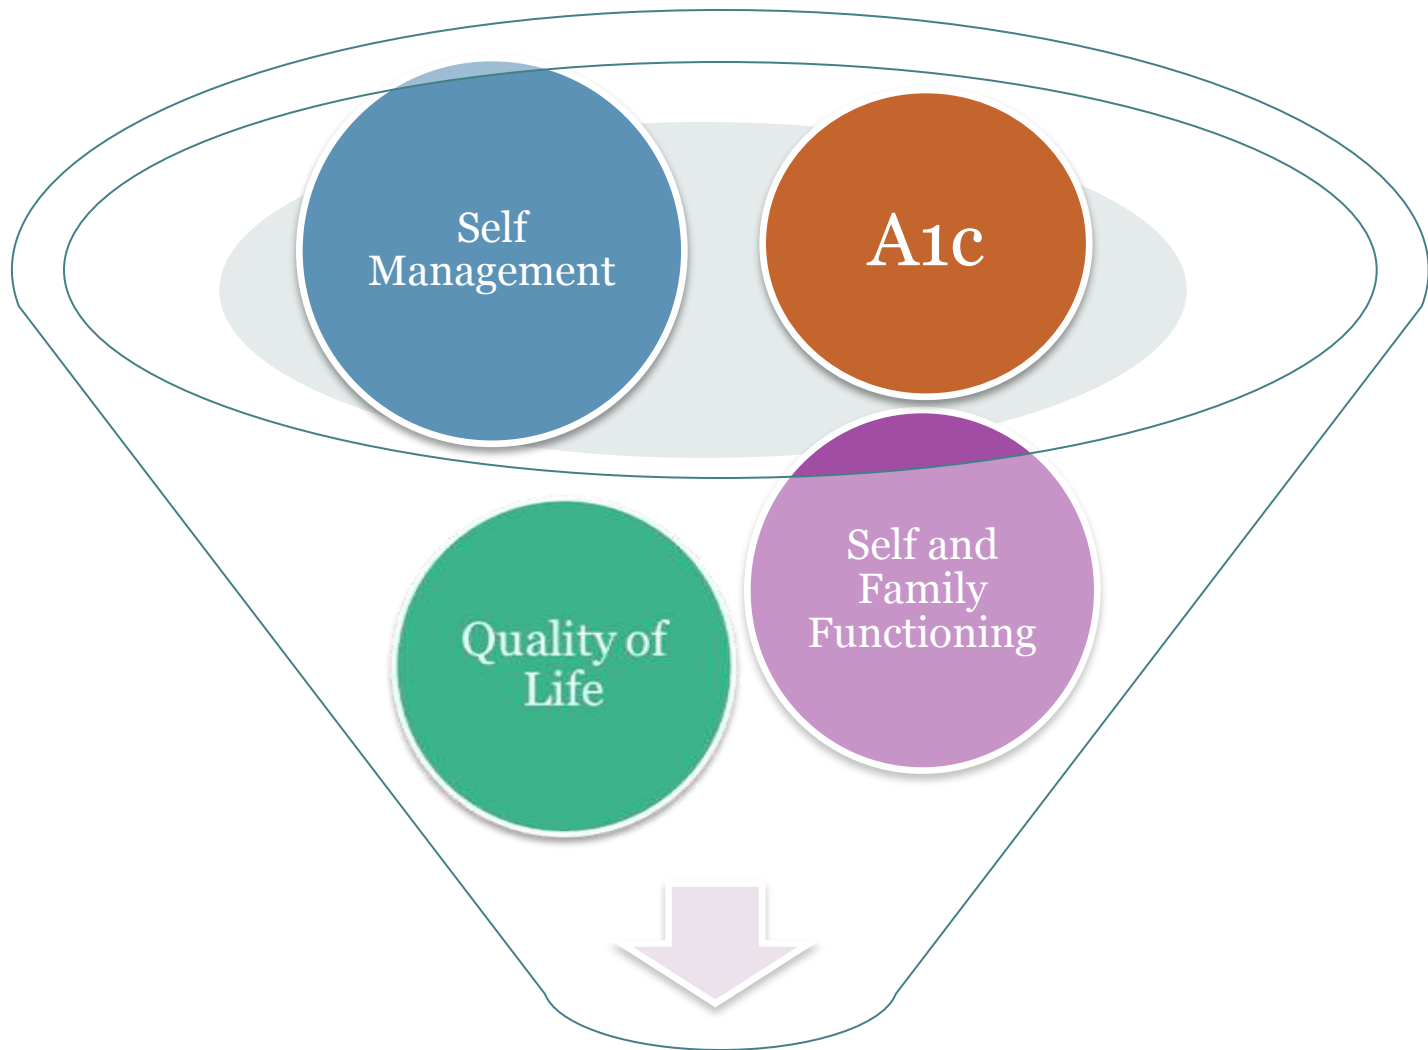 Self
Management
A1c
Self and
Family
Functioning
Quality of
Life